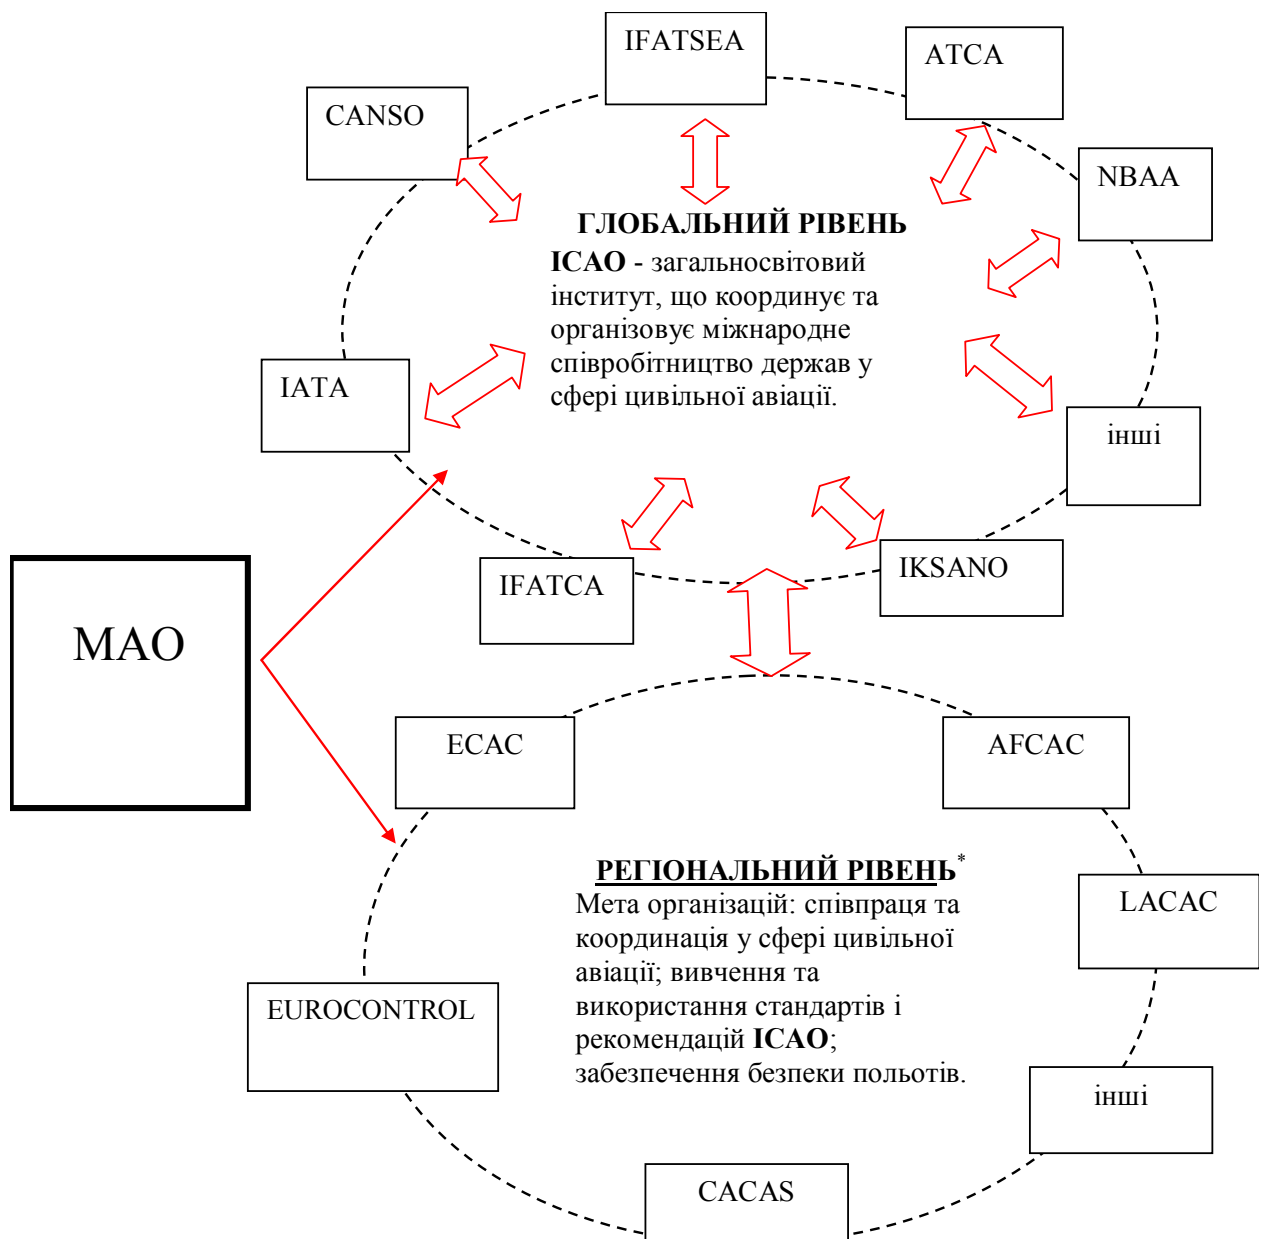 IFATSEA
ATCA
CANSO
NBAA
ГЛОБАЛЬНИЙ РІВЕНЬ
ICAO - загальносвітовий
інститут, що координує та
організовує міжнародне
співробітництво держав у
сфері цивільної авіації.
IATA
інші
IFATCA
IKSANO
МАО
ECAC
AFCAC
РЕГІОНАЛЬНИЙ РІВЕНЬ*
Мета організацій: співпраця та
координація у сфері цивільної
авіації; вивчення та
використання стандартів і
рекомендацій ICAO;
забезпечення безпеки польотів.
LACAC
EUROCONTROL
інші
CACAS